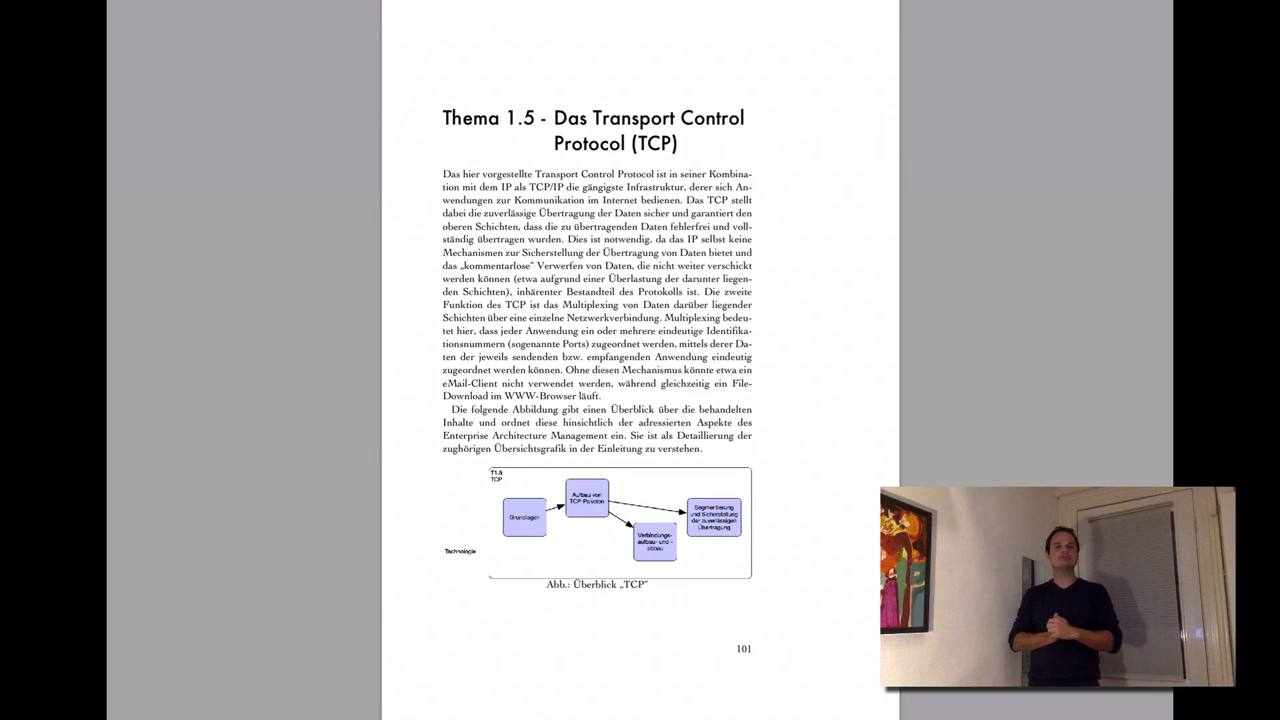 Thema 1.5 - Das Transport Control
Protocol (TCP)
Das hier vorgestellte Transport Control Protocol ist in seiner Kombina-
tion mit dem IP als TCP/IP die gängigste Infrastruktur, derer sich An-
wendungen zur Kommunikation im Internet bedienen. Das TCP stellt
dabei die zuverlässige Übertragung der Daten sicher und garantiert den
oberen Schichten, dass die zu übertragenden Daten fehlerfrei und voll-
ständig übertragen wurden. Dies ist notwendig, da das IP selbst keine
Mechanismen zur Sicherstellung der Übertragung von Daten bietet und
das „kommentarlose“ Verwerfen von Daten, die nicht weiter verschickt
werden können (etwa aufgrund einer Überlastung der darunter liegen-
den Schichten), inhärenter Bestandteil des Protokolls ist. Die zweite
Funktion des TCP ist das Multiplexing von Daten darüber liegender
Schichten über eine einzelne Netzwerkverbindung. Multiplexing bedeu-
tet hier, dass jeder Anwendung ein oder mehrere eindeutige Identifika-
tionsnummern (sogenannte Ports) zugeordnet werden, mittels derer Da-
ten der jeweils sendenden bzw. empfangenden Anwendung eindeutig
zugeordnet werden können. Ohne diesen Mechanismus könnte etwa ein
eMail-Client nicht verwendet werden, während gleichzeitig ein File-
Download im WWW-Browser läuft.
Die folgende Abbildung gibt einen Überblick über die behandelten
Inhalte und ordnet diese hinsichtlich der adressierten Aspekte des
Enterprise Architecture Management ein. Sie ist als Detaillierung der
zughörigen Übersichtsgrafik in der Einleitung zu verstehen.
T1.5
TCP
Grundlagen
Aufbau von
TCP-Paketen
Verbindungs-
aufbau- und -
abbau
Segmentierung
und Sicherstellung
der zuverlässigen
Übertragung
Technologie
Abb.: Überblick „TCP“
101